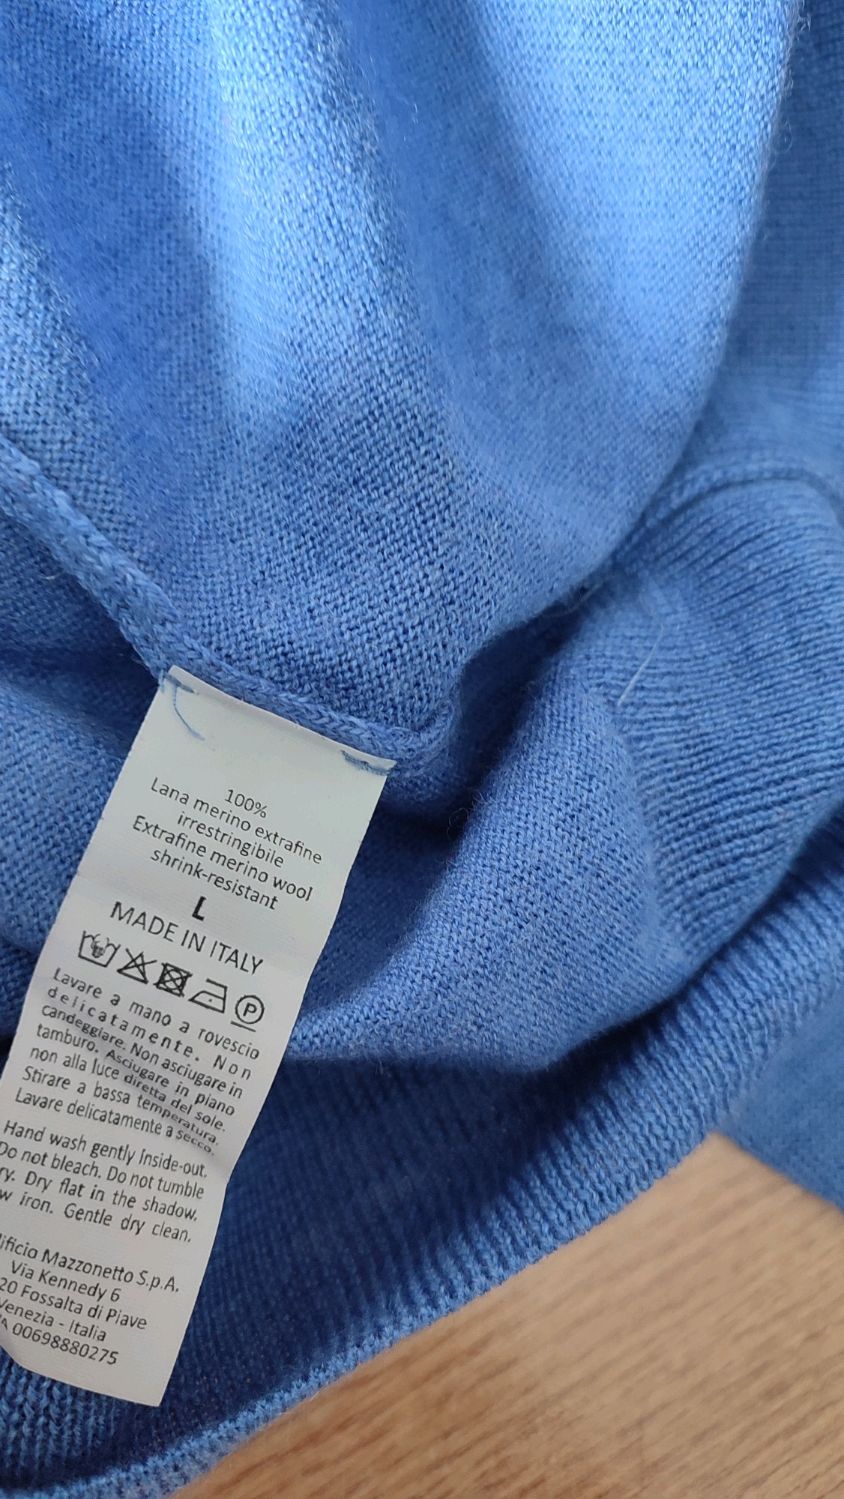 100%
Lana merino extrafine
irrestringibile
Extrafine merino wool
shrink-resistant
L
MADE IN ITALY
P
Lavare a mano a rovescio
delicatamente. Non
candeggiare. Non asciugare in
tamburo. Asciugare in piano
non alla luce diretta del sole.
Stirare a bassa temperatura.
Lavare delicatamente a secco.
Hand wash gently Inside-out.
Do not bleach. Do not tumble
Dry flat in the shadow.
iron. Gentle dry clean.
Mazzonetto S.p.A.
Via Kennedy 6
Fossalta di Piave
Venezia - Italia
00698880275